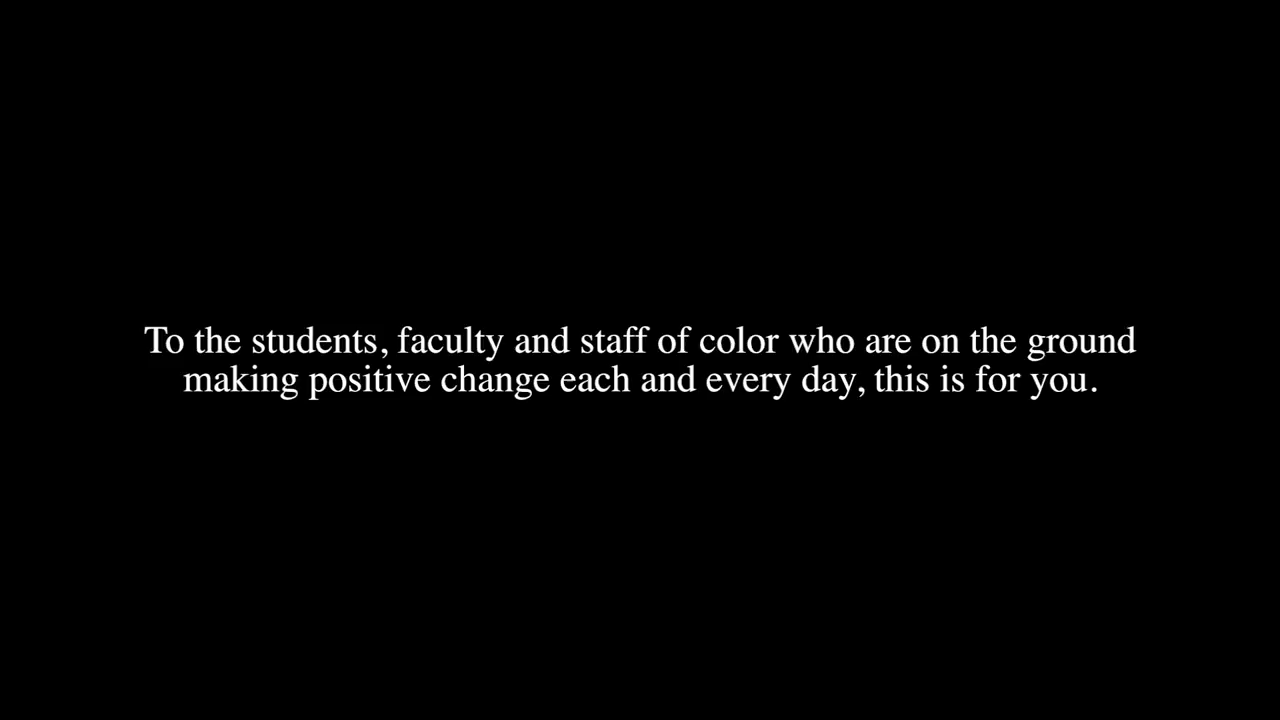 To the students, faculty and staff of color who are on the ground
making positive change each and every day, this is for you.